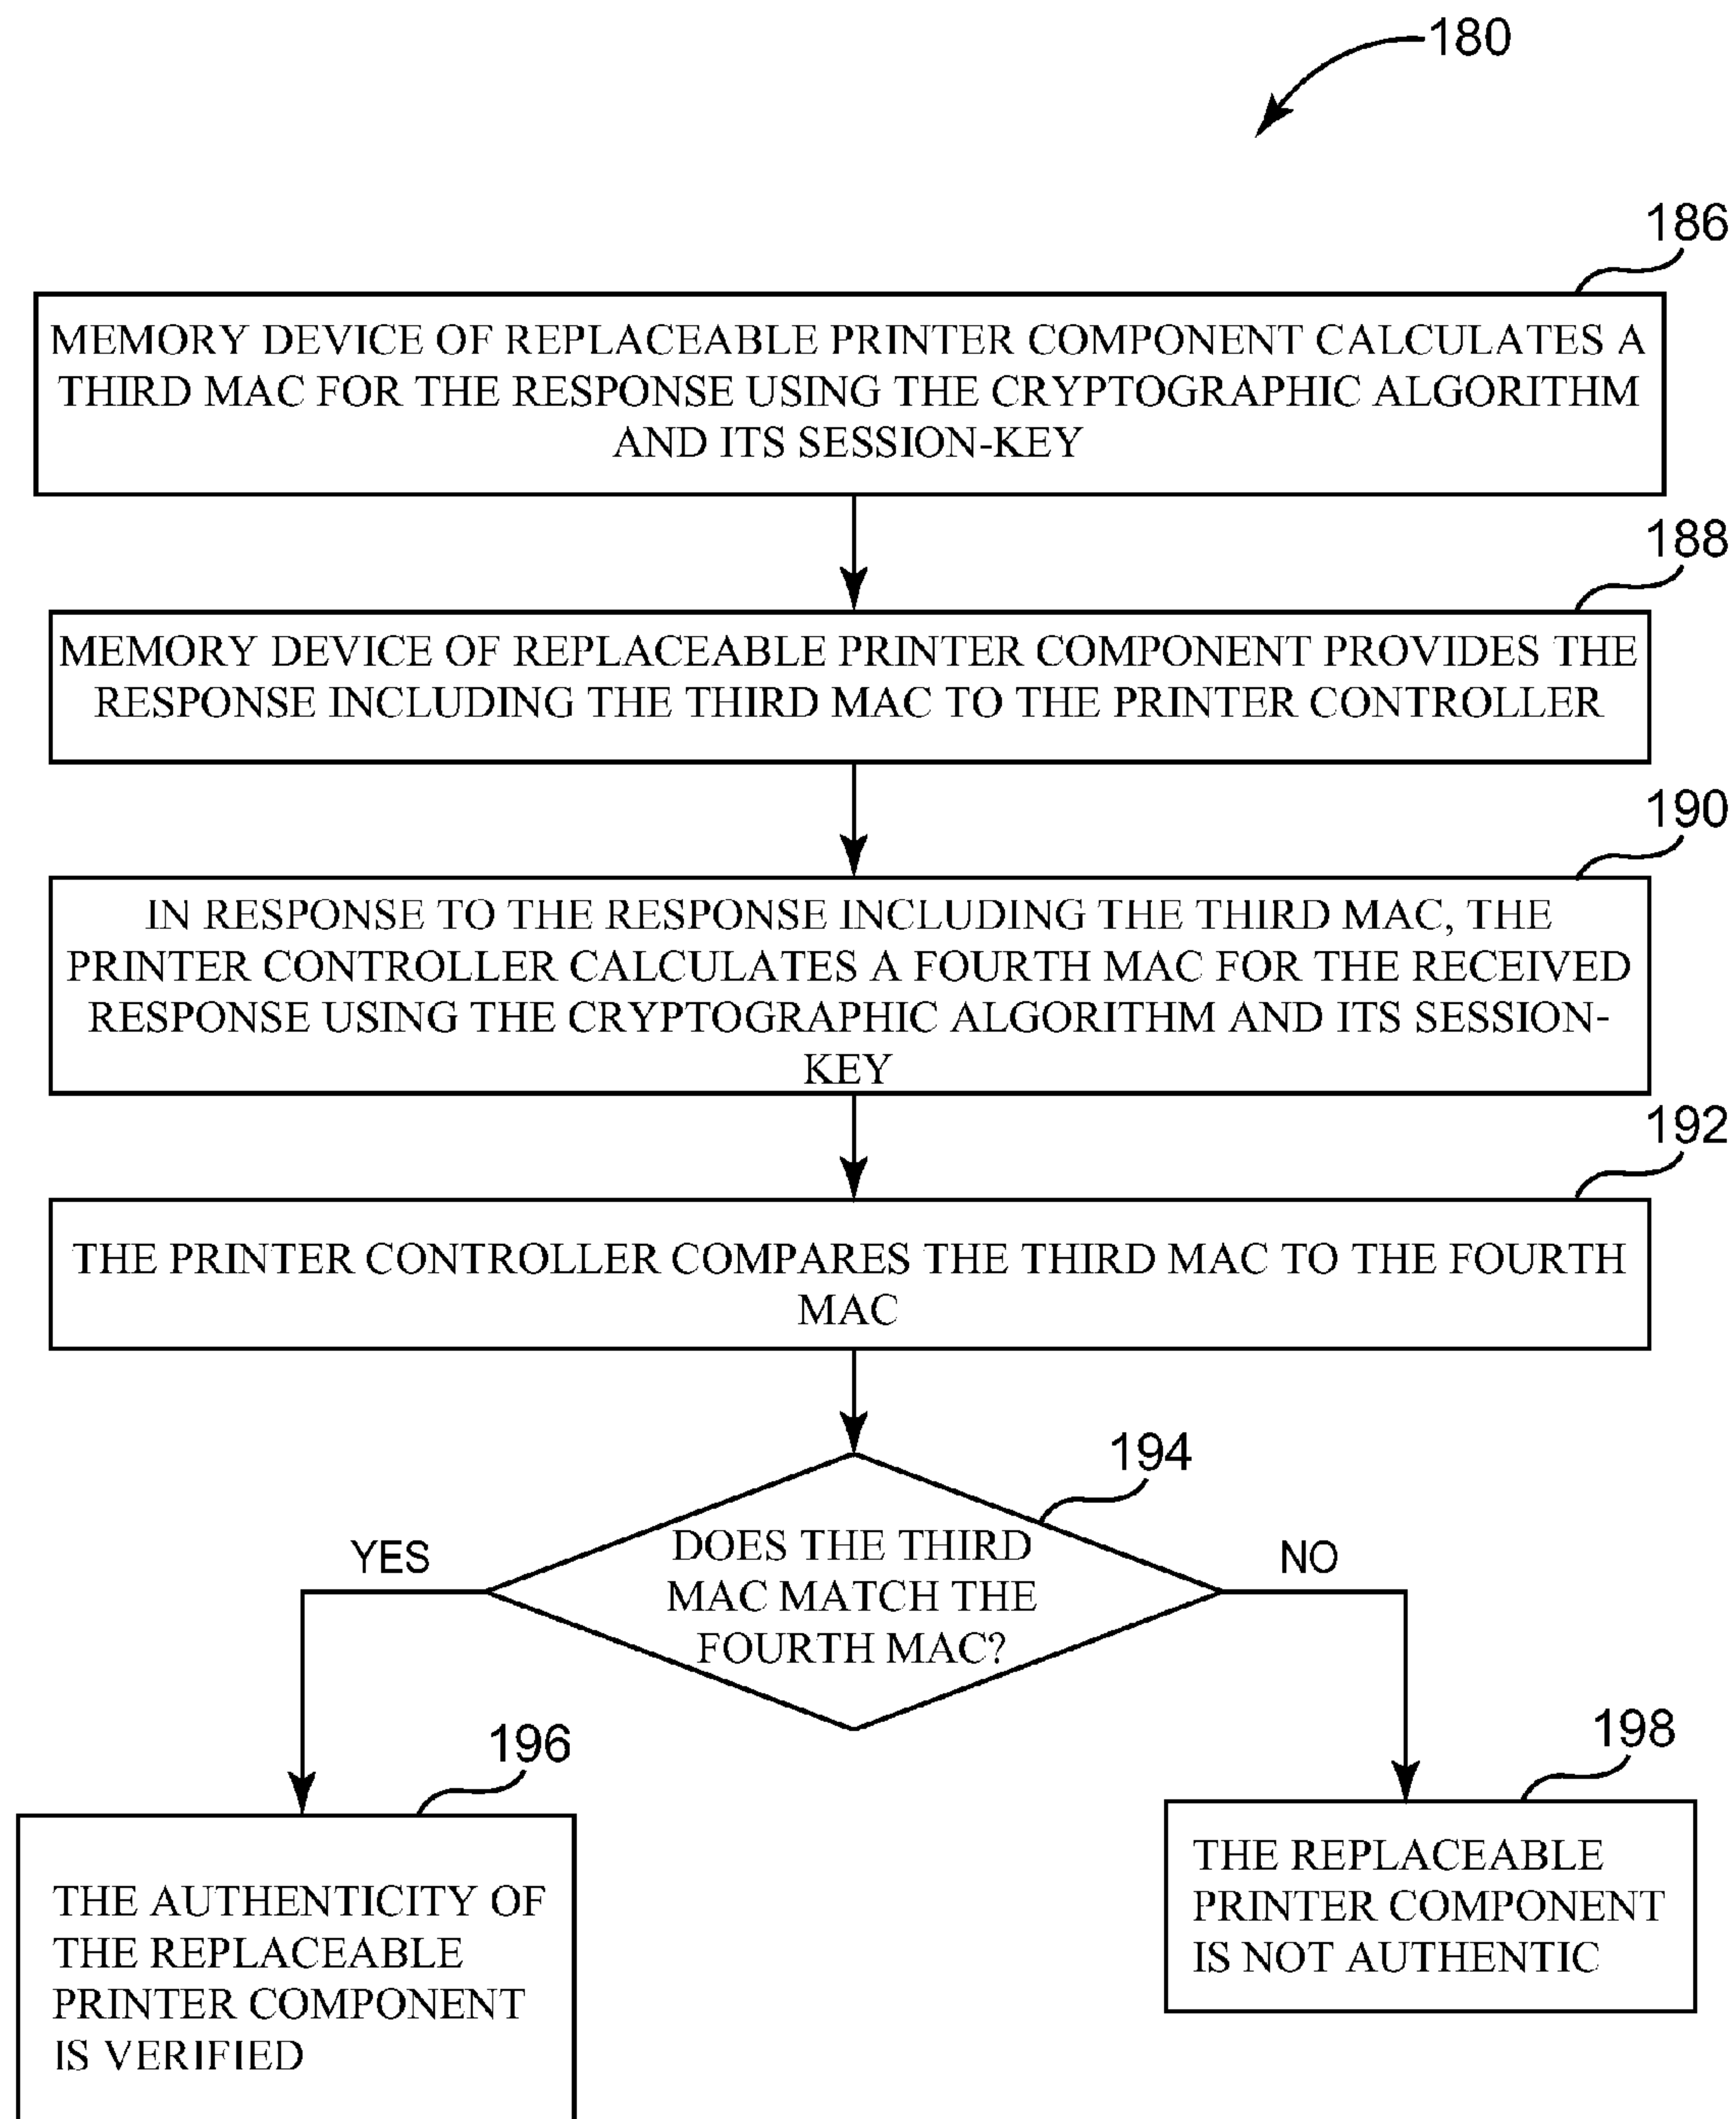 180
186
MEMORY DEVICE OF REPLACEABLE PRINTER COMPONENT CALCULATES A
THIRD MAC FOR THE RESPONSE USING THE CRYPTOGRAPHIC ALGORITHM
AND ITS SESSION-KEY
188
MEMORY DEVICE OF REPLACEABLE PRINTER COMPONENT PROVIDES THE
RESPONSE INCLUDING THE THIRD MAC TO THE PRINTER CONTROLLER
190
IN RESPONSE TO THE RESPONSE INCLUDING THE THIRD MAC, THE
PRINTER CONTROLLER CALCULATES A FOURTH MAC FOR THE RECEIVED
RESPONSE USING THE CRYPTOGRAPHIC ALGORITHM AND ITS SESSION-
KEY
192
THE PRINTER CONTROLLER COMPARES THE THIRD MAC TO THE FOURTH
MAC
194
DOES THE THIRD
MAC MATCH THE
FOURTH MAC?
YES
NO
196
THE AUTHENTICITY OF
THE REPLACEABLE
PRINTER COMPONENT
IS VERIFIED
198
THE REPLACEABLE
PRINTER COMPONENT
IS NOT AUTHENTIC